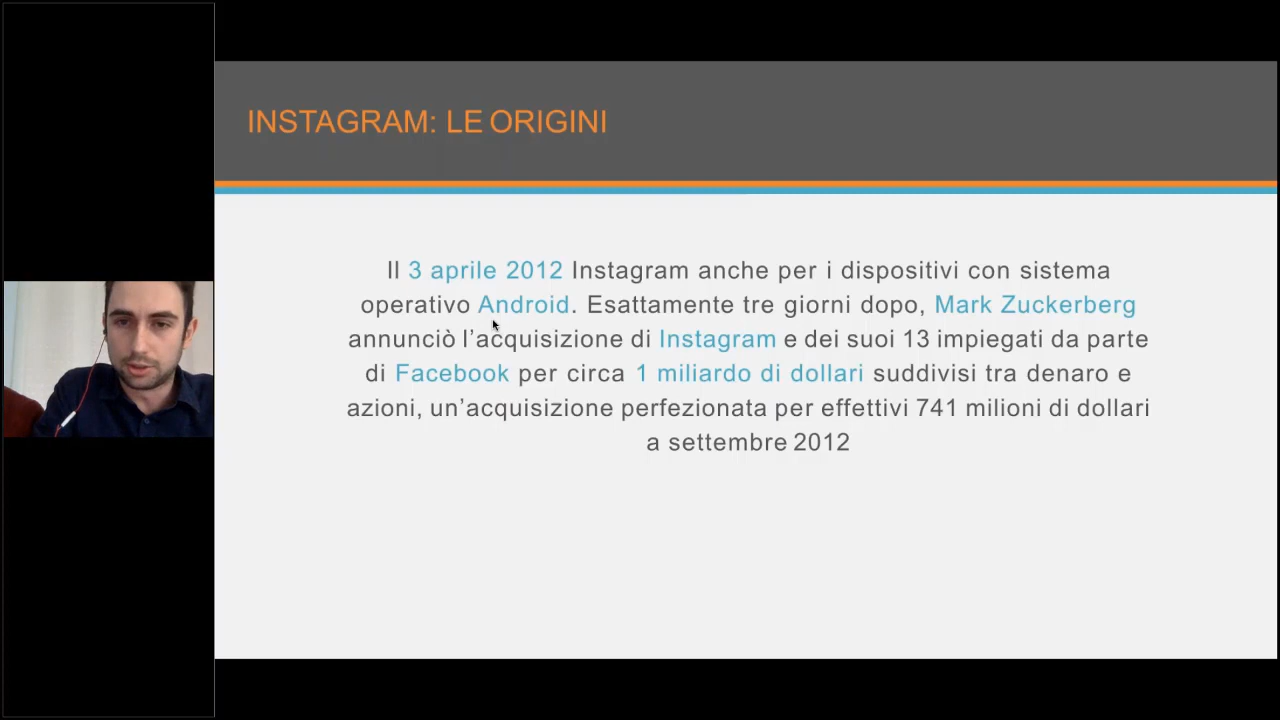 INSTAGRAM: LE ORIGINI
Il 3 aprile 2012 Instagram anche per i dispositivi con sistema
operativo Android. Esattamente tre giorni dopo, Mark Zuckerberg
annunciò l’acquisizione di Instagram e dei suoi 13 impiegati da parte
di Facebook per circa 1 miliardo di dollari suddivisi tra denaro e
azioni, un’acquisizione perfezionata per effettivi 741 milioni di dollari
a settembre 2012